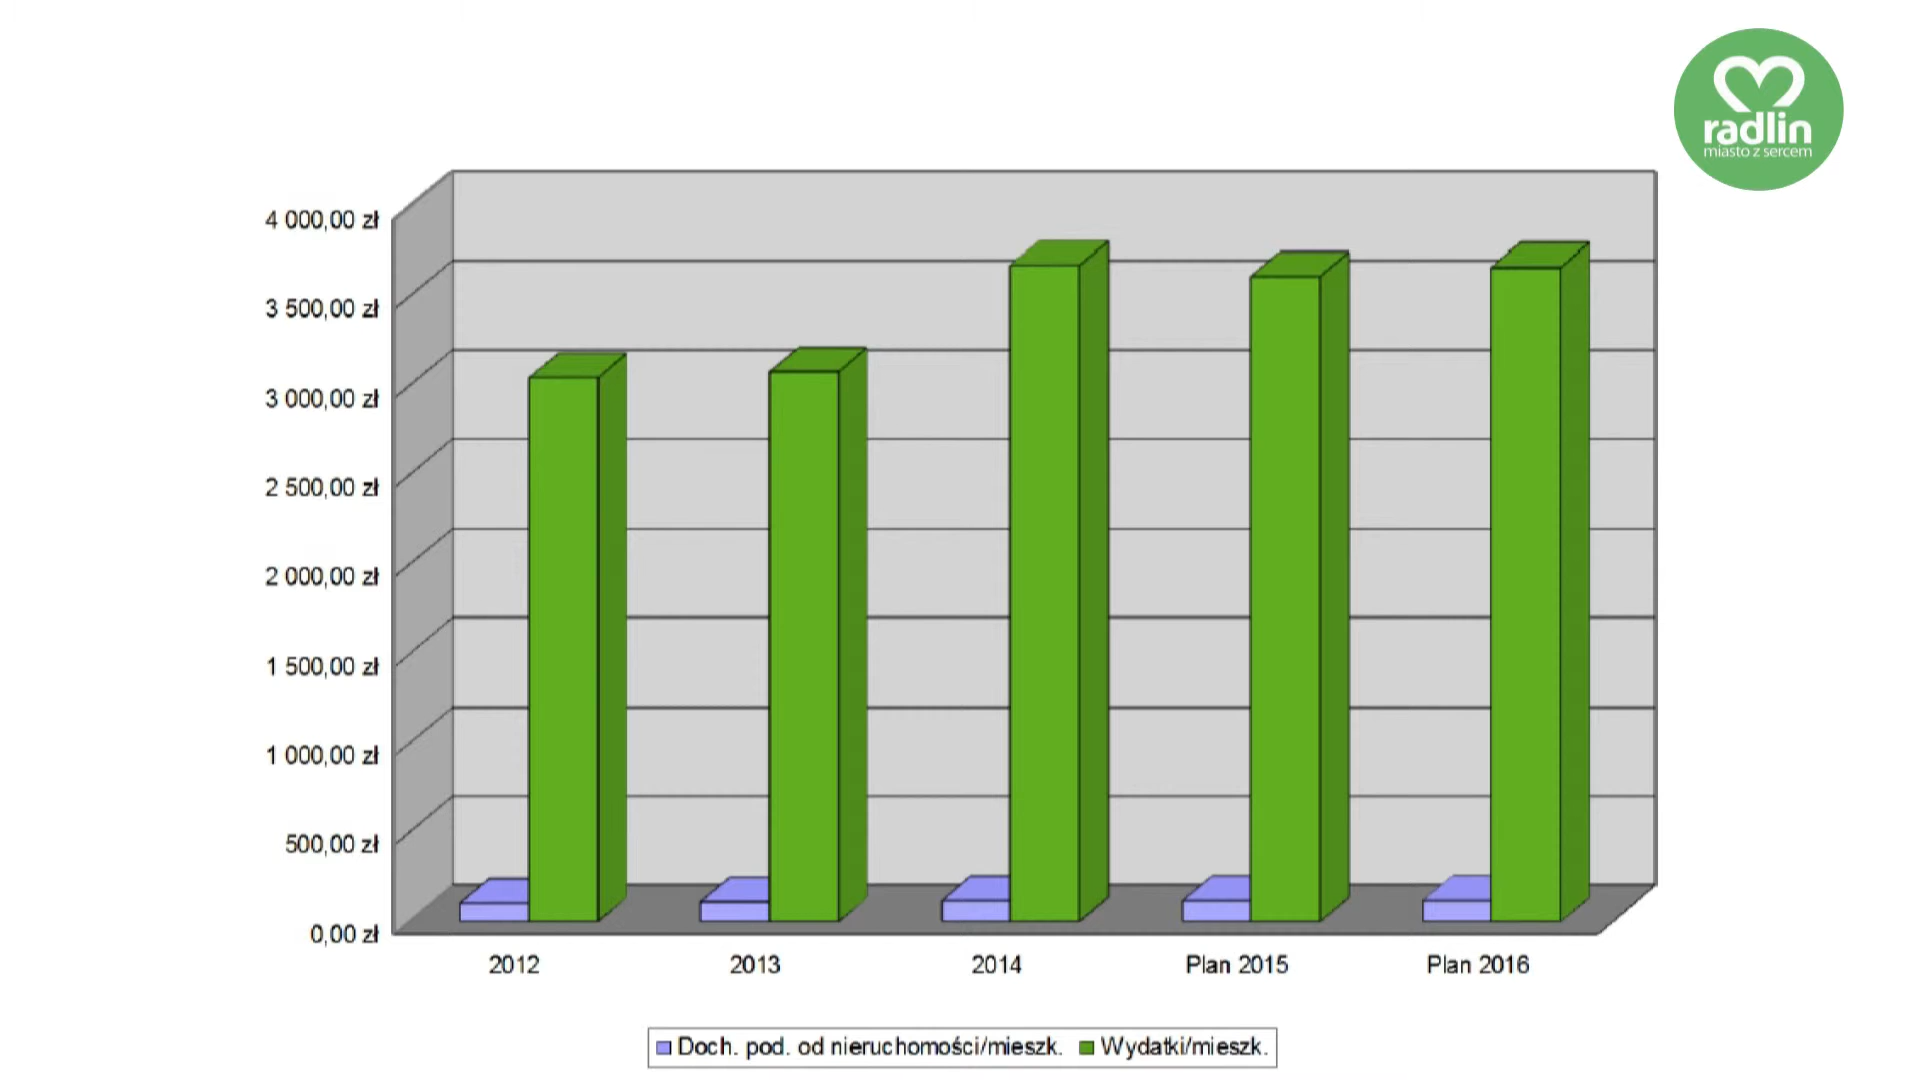 radlin
miasto z sercem
4 000,00 zł
3 500,00 zł
3 000,00 zł
2 500,00 zł
2 000,00 zł
1 500,00 zł
1 000,00 zł
500,00 zł
0,00 zł
2012 2013 2014 Plan 2015 Plan 2016
Doch. pod. od nieruchomości/mieszk. Wydatki/mieszk.